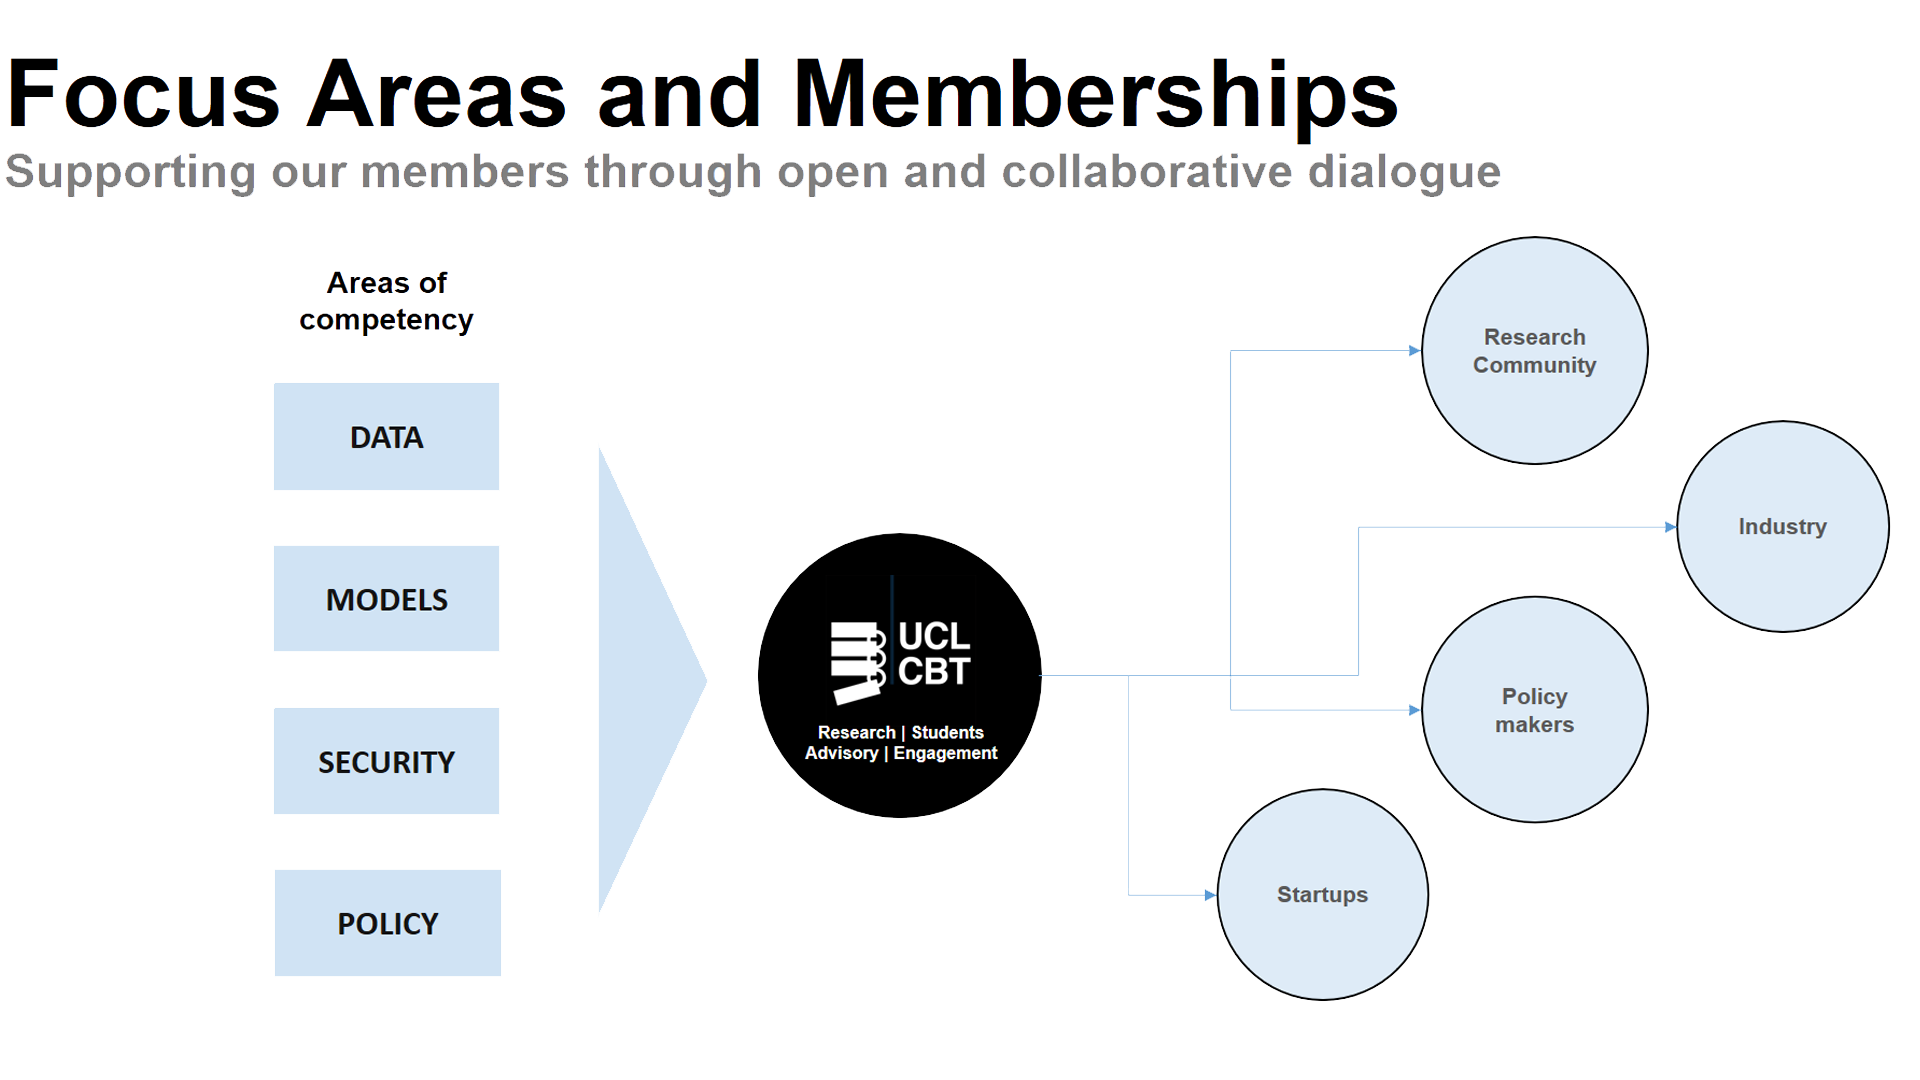 Focus Areas and Memberships
Supporting our members through open and collaborative dialogue
Areas of
competency
DATA
MODELS
SECURITY
POLICY
UCL
CBT
Research | Students
Advisory | Engagement
Research
Community
Industry
Policy
makers
Startups